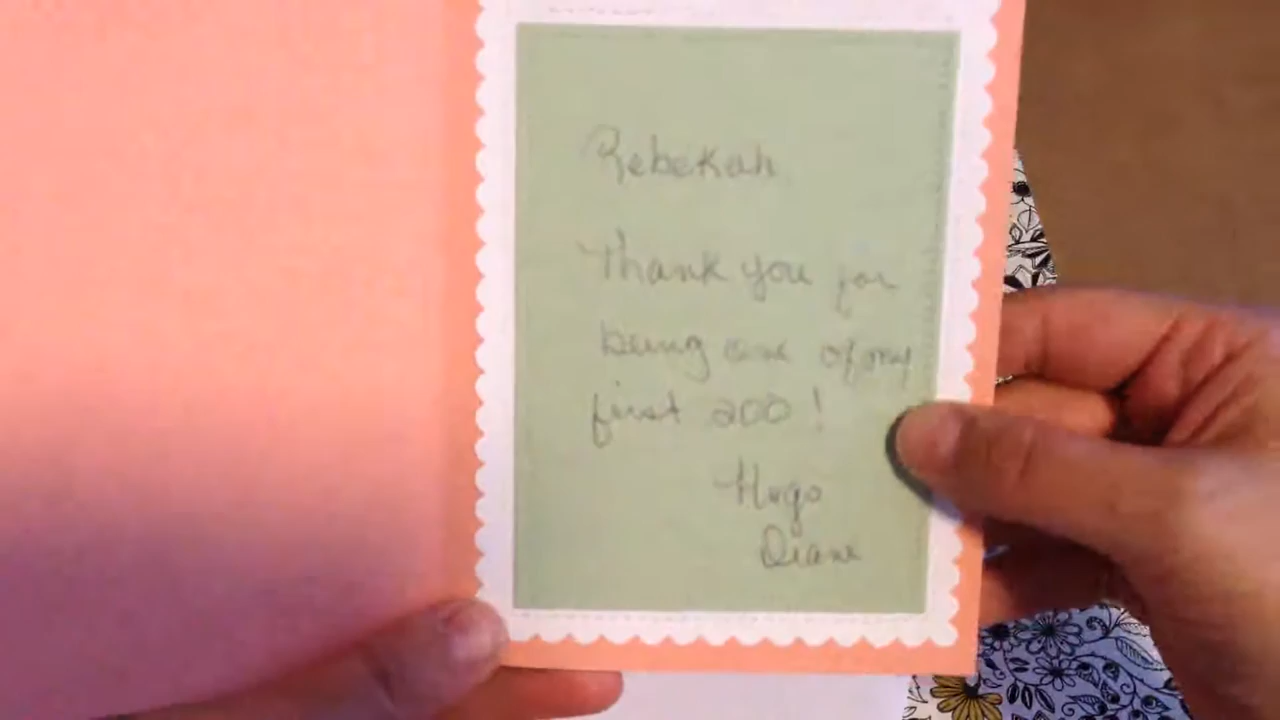 Rebekah
Thank you for
being one of my
first 200!
Hugs
Diane